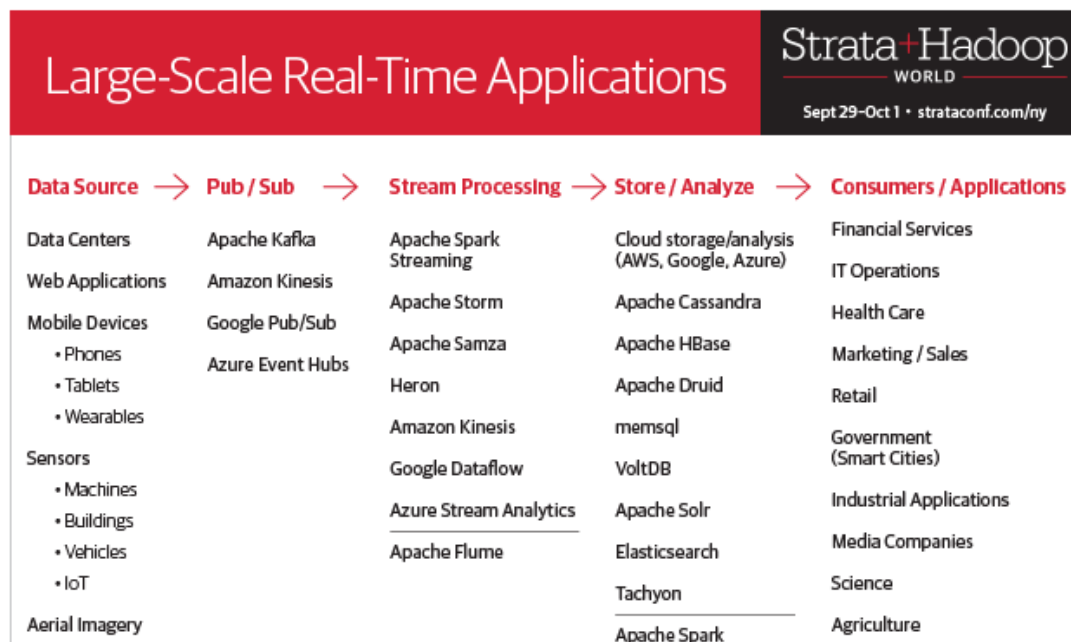 Large-Scale Real-Time Applications
Strata+Hadoop
WORLD
Sept 29-Oct 1 • strataconf.com/ny
Data Source → Pub / Sub → Stream Processing → Store / Analyze → Consumers / Applications
Data Centers
Web Applications
Mobile Devices
• Phones
• Tablets
• Wearables
Sensors
• Machines
• Buildings
• Vehicles
• IoT
Aerial Imagery
Apache Kafka
Amazon Kinesis
Google Pub/Sub
Azure Event Hubs
Apache Spark
Streaming
Apache Storm
Apache Samza
Heron
Amazon Kinesis
Google Dataflow
Azure Stream Analytics
Apache Flume
Cloud storage/analysis
(AWS, Google, Azure)
Apache Cassandra
Apache HBase
Apache Druid
memsql
VoltDB
Apache Solr
Elasticsearch
Tachyon
Apache Spark
Financial Services
IT Operations
Health Care
Marketing / Sales
Retail
Government
(Smart Cities)
Industrial Applications
Media Companies
Science
Agriculture